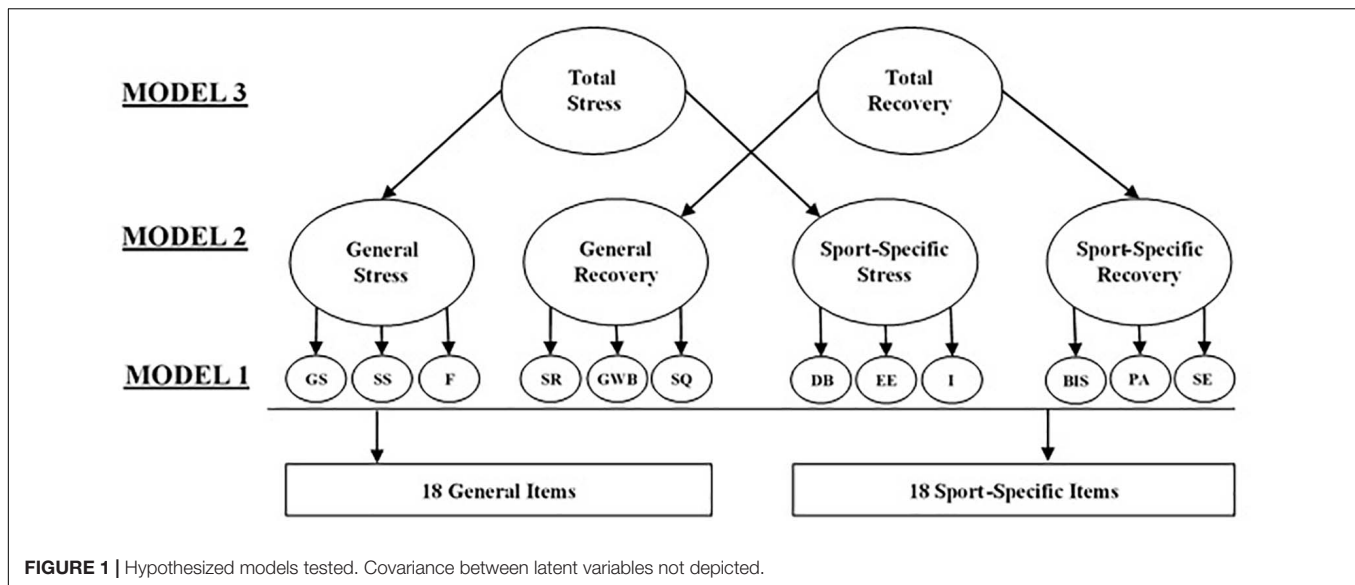 MODEL 3
Total
Stress
Total
Recovery
MODEL 2
General
Stress
General
Recovery
Sport-Specific
Stress
Sport-Specific
Recovery
MODEL 1
GS
SS
F
SR
GWB
SQ
DB
EE
I
BIS
PA
SE
18 General Items
18 Sport-Specific Items
FIGURE 1 | Hypothesized models tested. Covariance between latent variables not depicted.